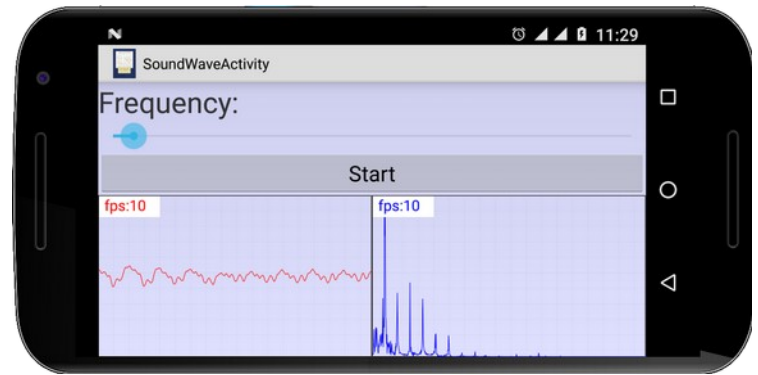 11:29
SoundWaveActivity
Frequency:
Start
fps:10
fps:10